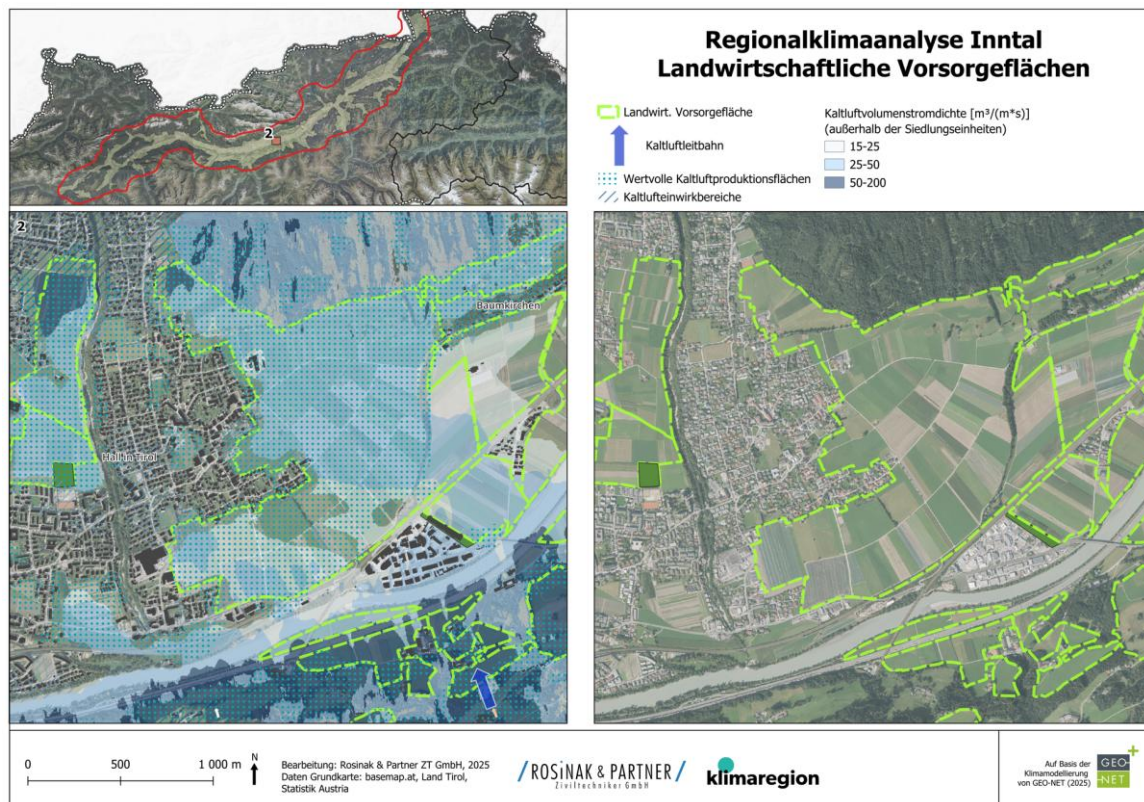 Regionalklimaanalyse Inntal
Landwirtschaftliche Vorsorgeflächen
2
Landwirt. Vorsorgefläche
Kaltluftleitbahn
Wertvolle Kaltluftproduktionsflächen
Kaltlufteinwirkbereiche
Kaltluftvolumenstromdichte [m³/(m*s)]
(außerhalb der Siedlungseinheiten)
15-25
25-50
50-200
2
Baumkirchen
Hall in Tirol
0 500 1 000 m
N
Bearbeitung: Rosinak & Partner ZT GmbH, 2025
Daten Grundkarte: basemap.at, Land Tirol,
Statistik Austria
/ROSiNAK & PARTNER/
Ziviltechniker GmbH
klimaregion
Auf Basis der
Klimamodellierung
von GEO-NET (2025)
GEO-
NET